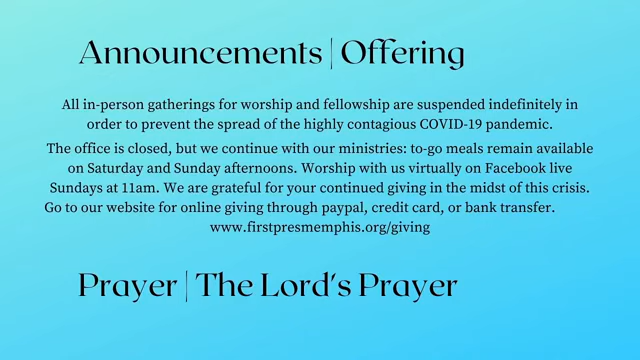 Announcements | Offering
All in-person gatherings for worship and fellowship are suspended indefinitely in
order to prevent the spread of the highly contagious COVID-19 pandemic.
The office is closed, but we continue with our ministries: to-go meals remain available
on Saturday and Sunday afternoons. Worship with us virtually on Facebook live
Sundays at 11am. We are grateful for your continued giving in the midst of this crisis.
Go to our website for online giving through paypal, credit card, or bank transfer.
www.firstpresmemphis.org/giving
Prayer | The Lord's Prayer